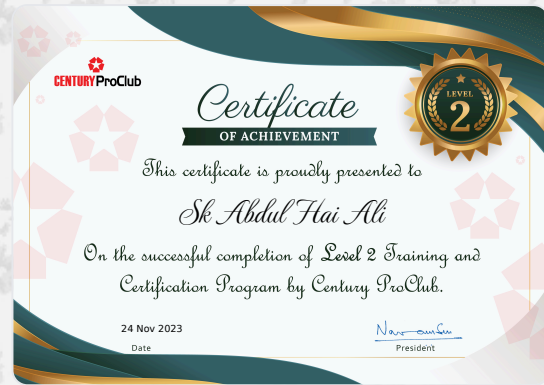 CENTURY ProClub
Certificate
OF ACHIEVEMENT
LEVEL
2
This certificate is proudly presented to
Sk Abdul Hai Ali
On the successful completion of Level 2 Training and
Certification Program by Century ProClub.
24 Nov 2023
Date
President